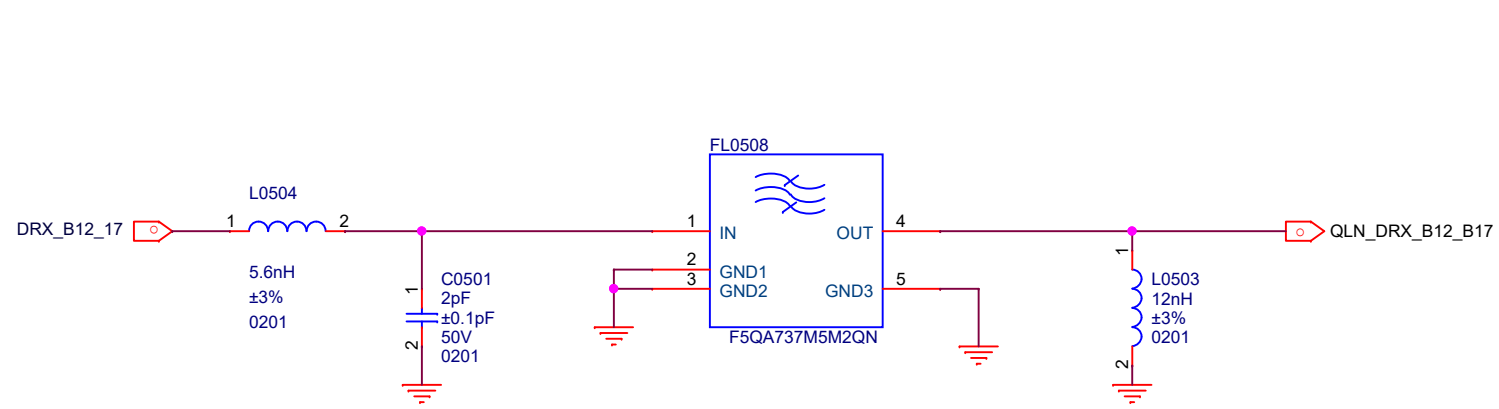 FL0508
L0504
DRX_B12_17
1
2
1
IN
OUT
4
QLN_DRX_B12_B17
2
GND1
3
GND2
GND3
5
5.6nH
±3%
0201
1
C0501
2pF
±0.1pF
50V
0201
2
F5QA737M5M2QN
1
L0503
12nH
±3%
0201
2